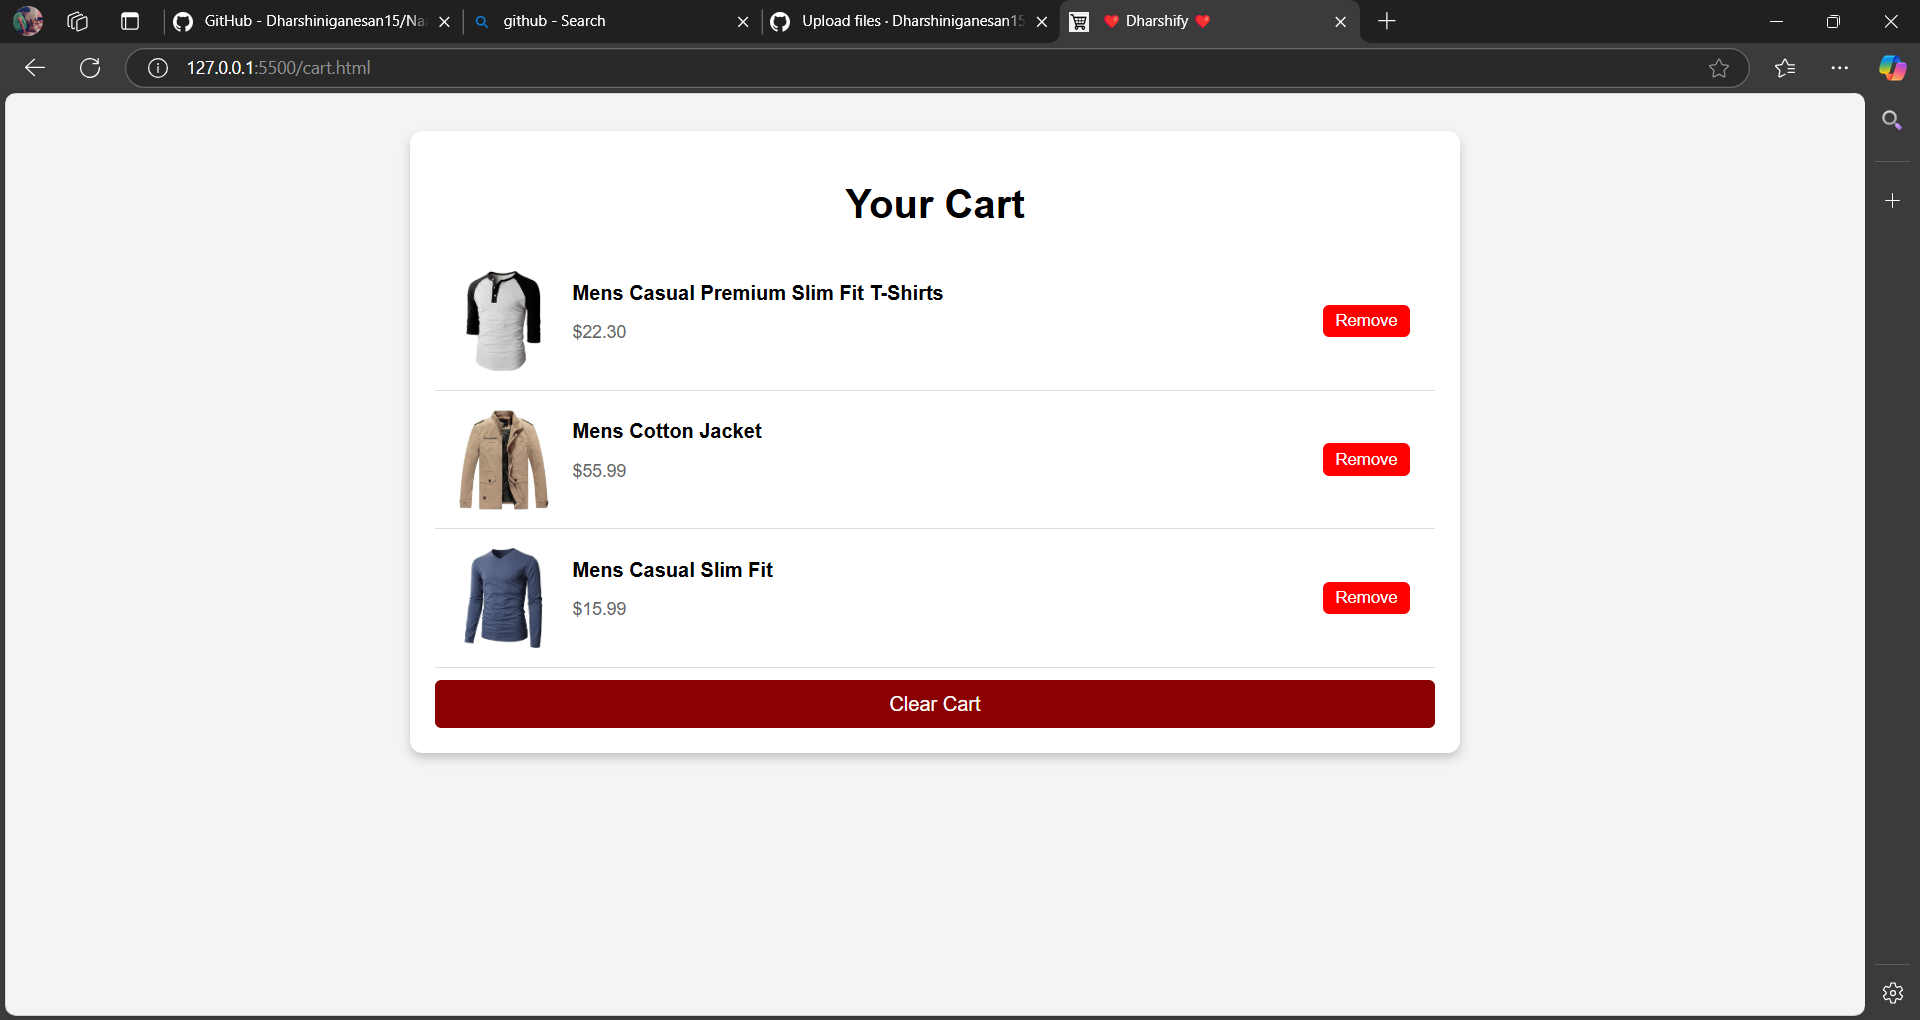 GitHub - Dharshiniganesan15/Na
github - Search
Upload files · Dharshiniganesan15
❤️ Dharshify ❤️
127.0.0.1:5500/cart.html
Your Cart
Mens Casual Premium Slim Fit T-Shirts
$22.30
Remove
Mens Cotton Jacket
$55.99
Remove
Mens Casual Slim Fit
$15.99
Remove
Clear Cart